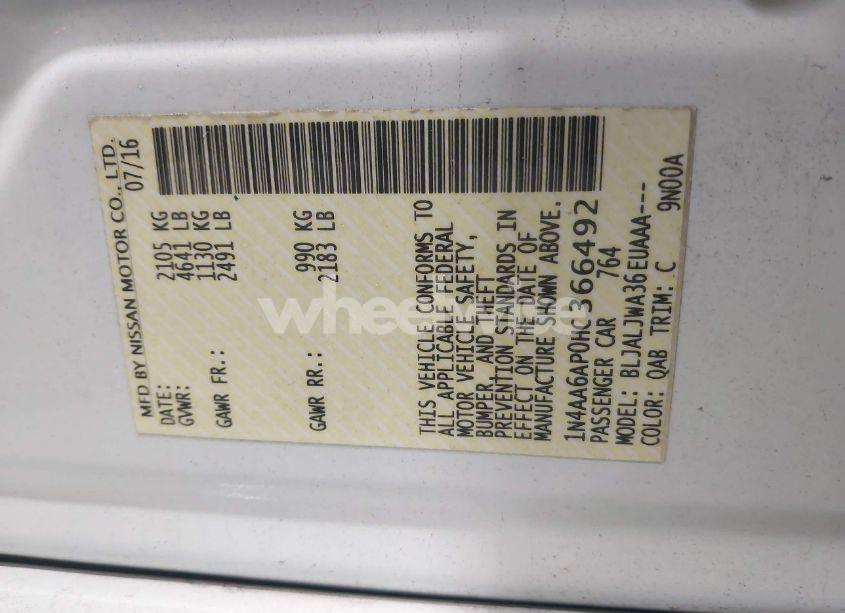 MFD BY NISSAN MOTOR CO., LTD.
DATE: 07/16
GVWR: 2105 KG
4641 LB
GAWR FR.: 1130 KG
2491 LB
GAWR RR.: 990 KG
2183 LB
THIS VEHICLE CONFORMS TO
ALL APPLICABLE FEDERAL
MOTOR VEHICLE SAFETY,
BUMPER, AND THEFT
PREVENTION STANDARDS IN
EFFECT ON THE DATE OF
MANUFACTURE SHOWN ABOVE.
1N4AA6AP0HC366492
PASSENGER CAR 764
MODEL: BLJALJWA36EUAAA---
COLOR: QAB TRIM: C 9N00A
wheelwise